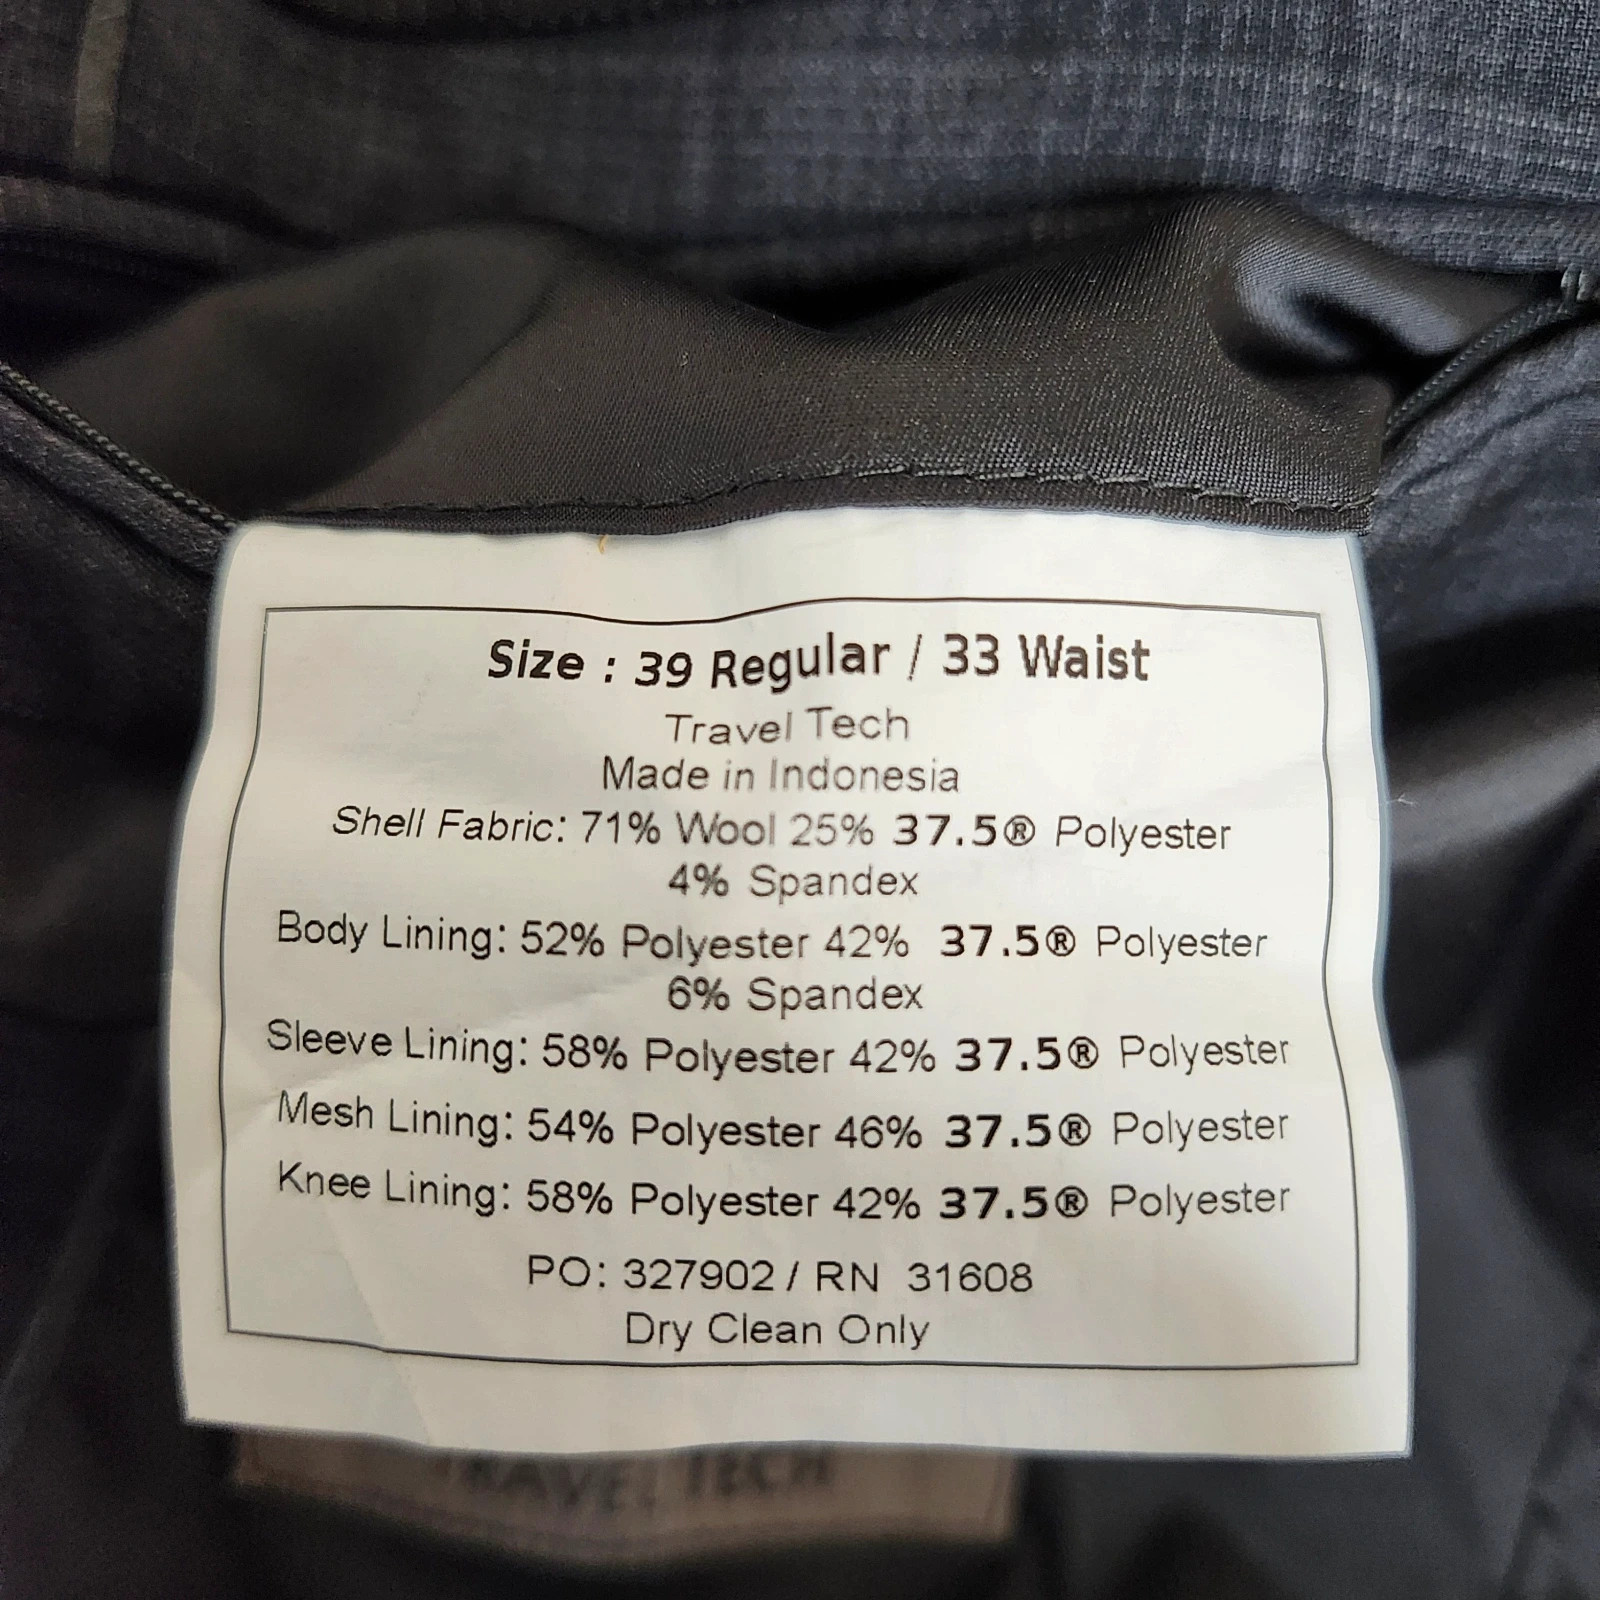 Size : 39 Regular / 33 Waist
Travel Tech
Made in Indonesia
Shell Fabric: 71% Wool 25% 37.5® Polyester
4% Spandex
Body Lining: 52% Polyester 42% 37.5® Polyester
6% Spandex
Sleeve Lining: 58% Polyester 42% 37.5® Polyester
Mesh Lining: 54% Polyester 46% 37.5® Polyester
Knee Lining: 58% Polyester 42% 37.5® Polyester
PO: 327902 / RN 31608
Dry Clean Only
TRAVEL TECH